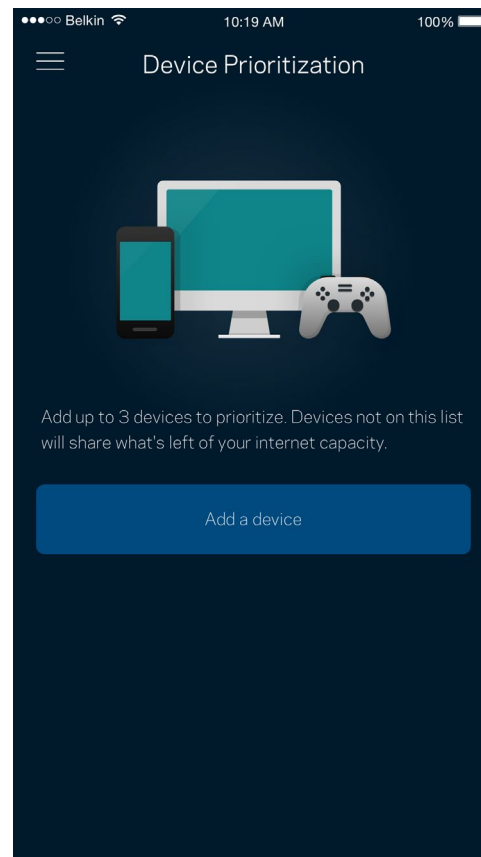 Belkin 10:19 AM 100%
Device Prioritization
Add up to 3 devices to prioritize. Devices not on this list
will share what's left of your internet capacity.
Add a device